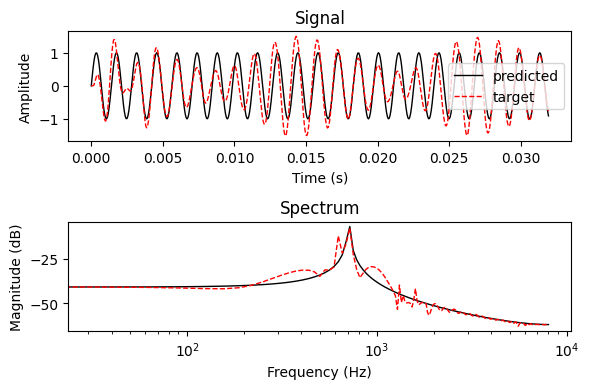 Signal
Amplitude
1
0
−1
predicted
target
0.000 0.005 0.010 0.015 0.020 0.025 0.030
Time (s)
Spectrum
Magnitude (dB)
−25
−50
10² 10³ 10⁴
Frequency (Hz)